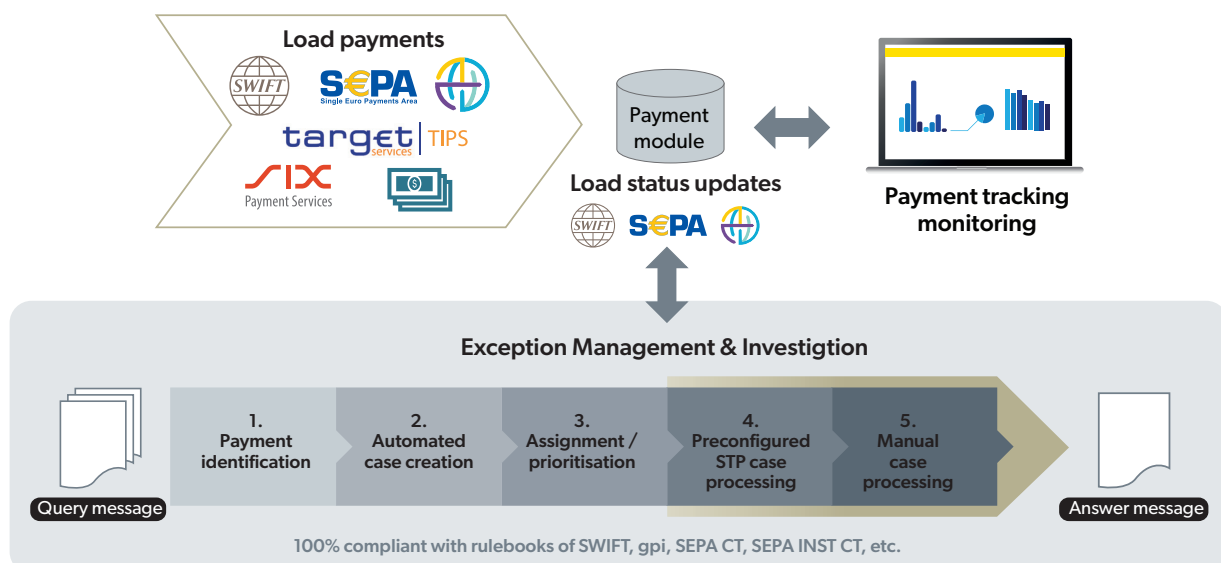 Load payments
SWIFT
S€PA
Single Euro Payments Area
target
services
TIPS
SIX
Payment Services
$
Payment
module
Load status updates
SWIFT
S€PA
Payment tracking
monitoring
Exception Management & Investigtion
Query message
1.
Payment
identification
2.
Automated
case creation
3.
Assignment /
prioritisation
4.
Preconfigured
STP case
processing
5.
Manual
case
processing
Answer message
100% compliant with rulebooks of SWIFT, gpi, SEPA CT, SEPA INST CT, etc.